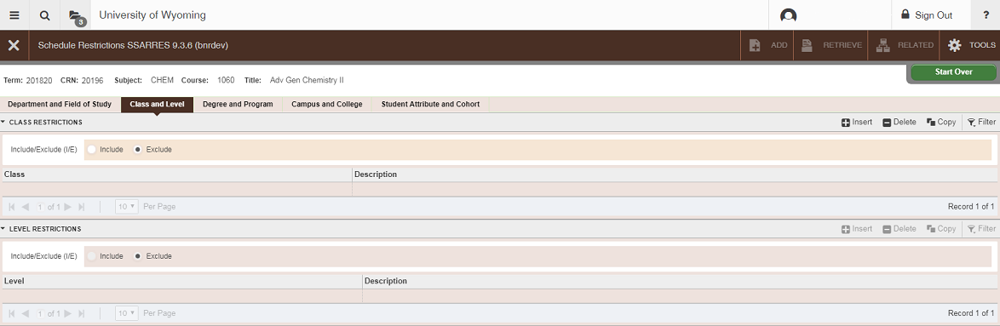 3 University of Wyoming Sign Out ?
Schedule Restrictions SSARRES 9.3.6 (bnrdev) ADD RETRIEVE RELATED TOOLS
Start Over
Term: 201820 CRN: 20196 Subject: CHEM Course: 1060 Title: Adv Gen Chemistry II
Department and Field of Study Class and Level Degree and Program Campus and College Student Attribute and Cohort
CLASS RESTRICTIONS Insert Delete Copy Filter
Include/Exclude (I/E) Include Exclude
Class Description
1 of 1 10 Per Page Record 1 of 1
LEVEL RESTRICTIONS Insert Delete Copy Filter
Include/Exclude (I/E) Include Exclude
Level Description
1 of 1 10 Per Page Record 1 of 1